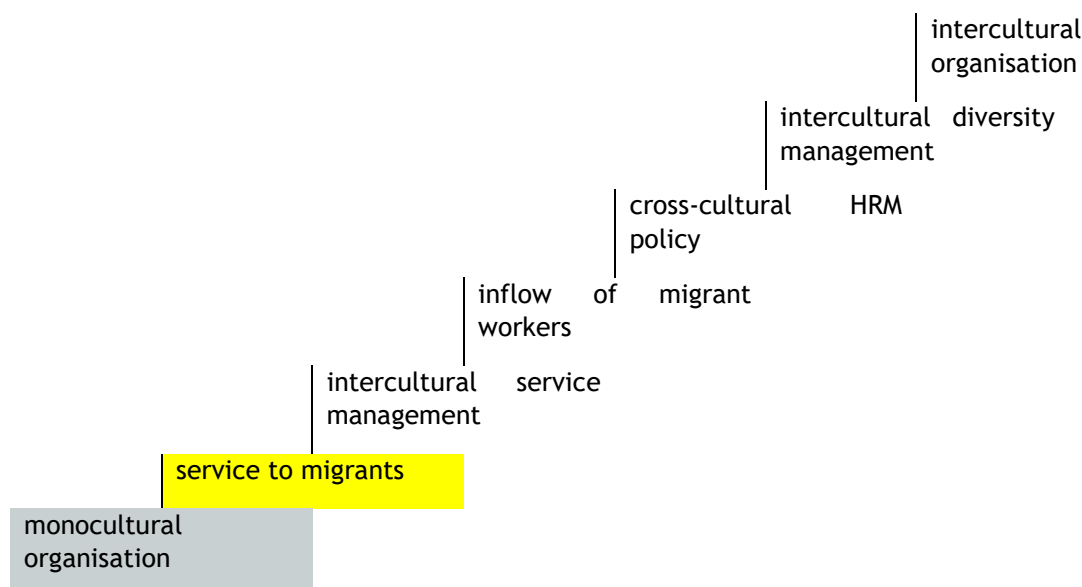 intercultural
organisation
intercultural diversity
management
cross-cultural HRM
policy
inflow of migrant
workers
intercultural service
management
service to migrants
monocultural
organisation